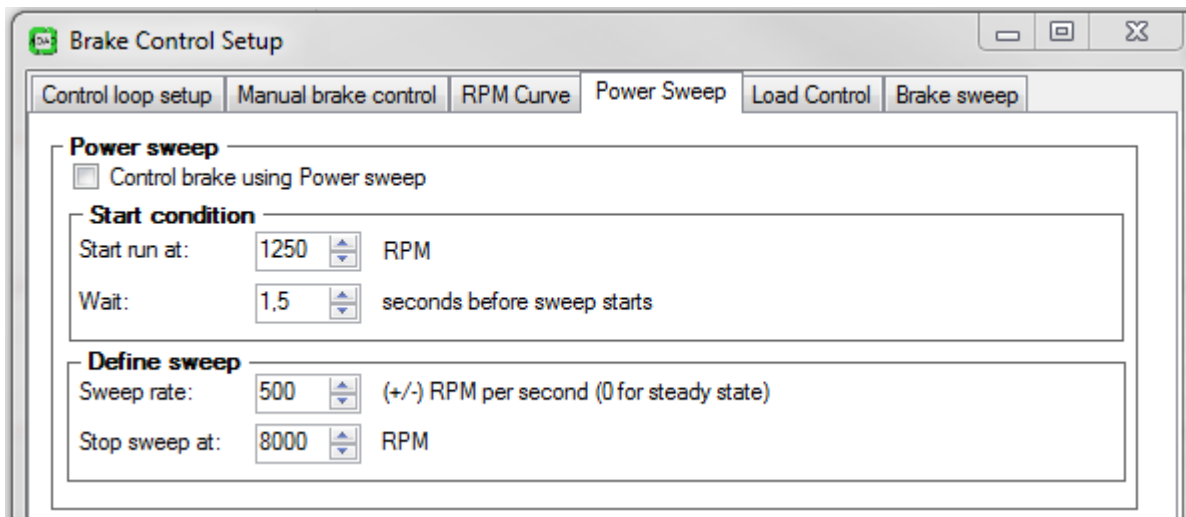 Brake Control Setup
Control loop setup Manual brake control RPM Curve Power Sweep Load Control Brake sweep
Power sweep
Control brake using Power sweep
Start condition
Start run at: 1250 RPM
Wait: 1,5 seconds before sweep starts
Define sweep
Sweep rate: 500 (+/-) RPM per second (0 for steady state)
Stop sweep at: 8000 RPM